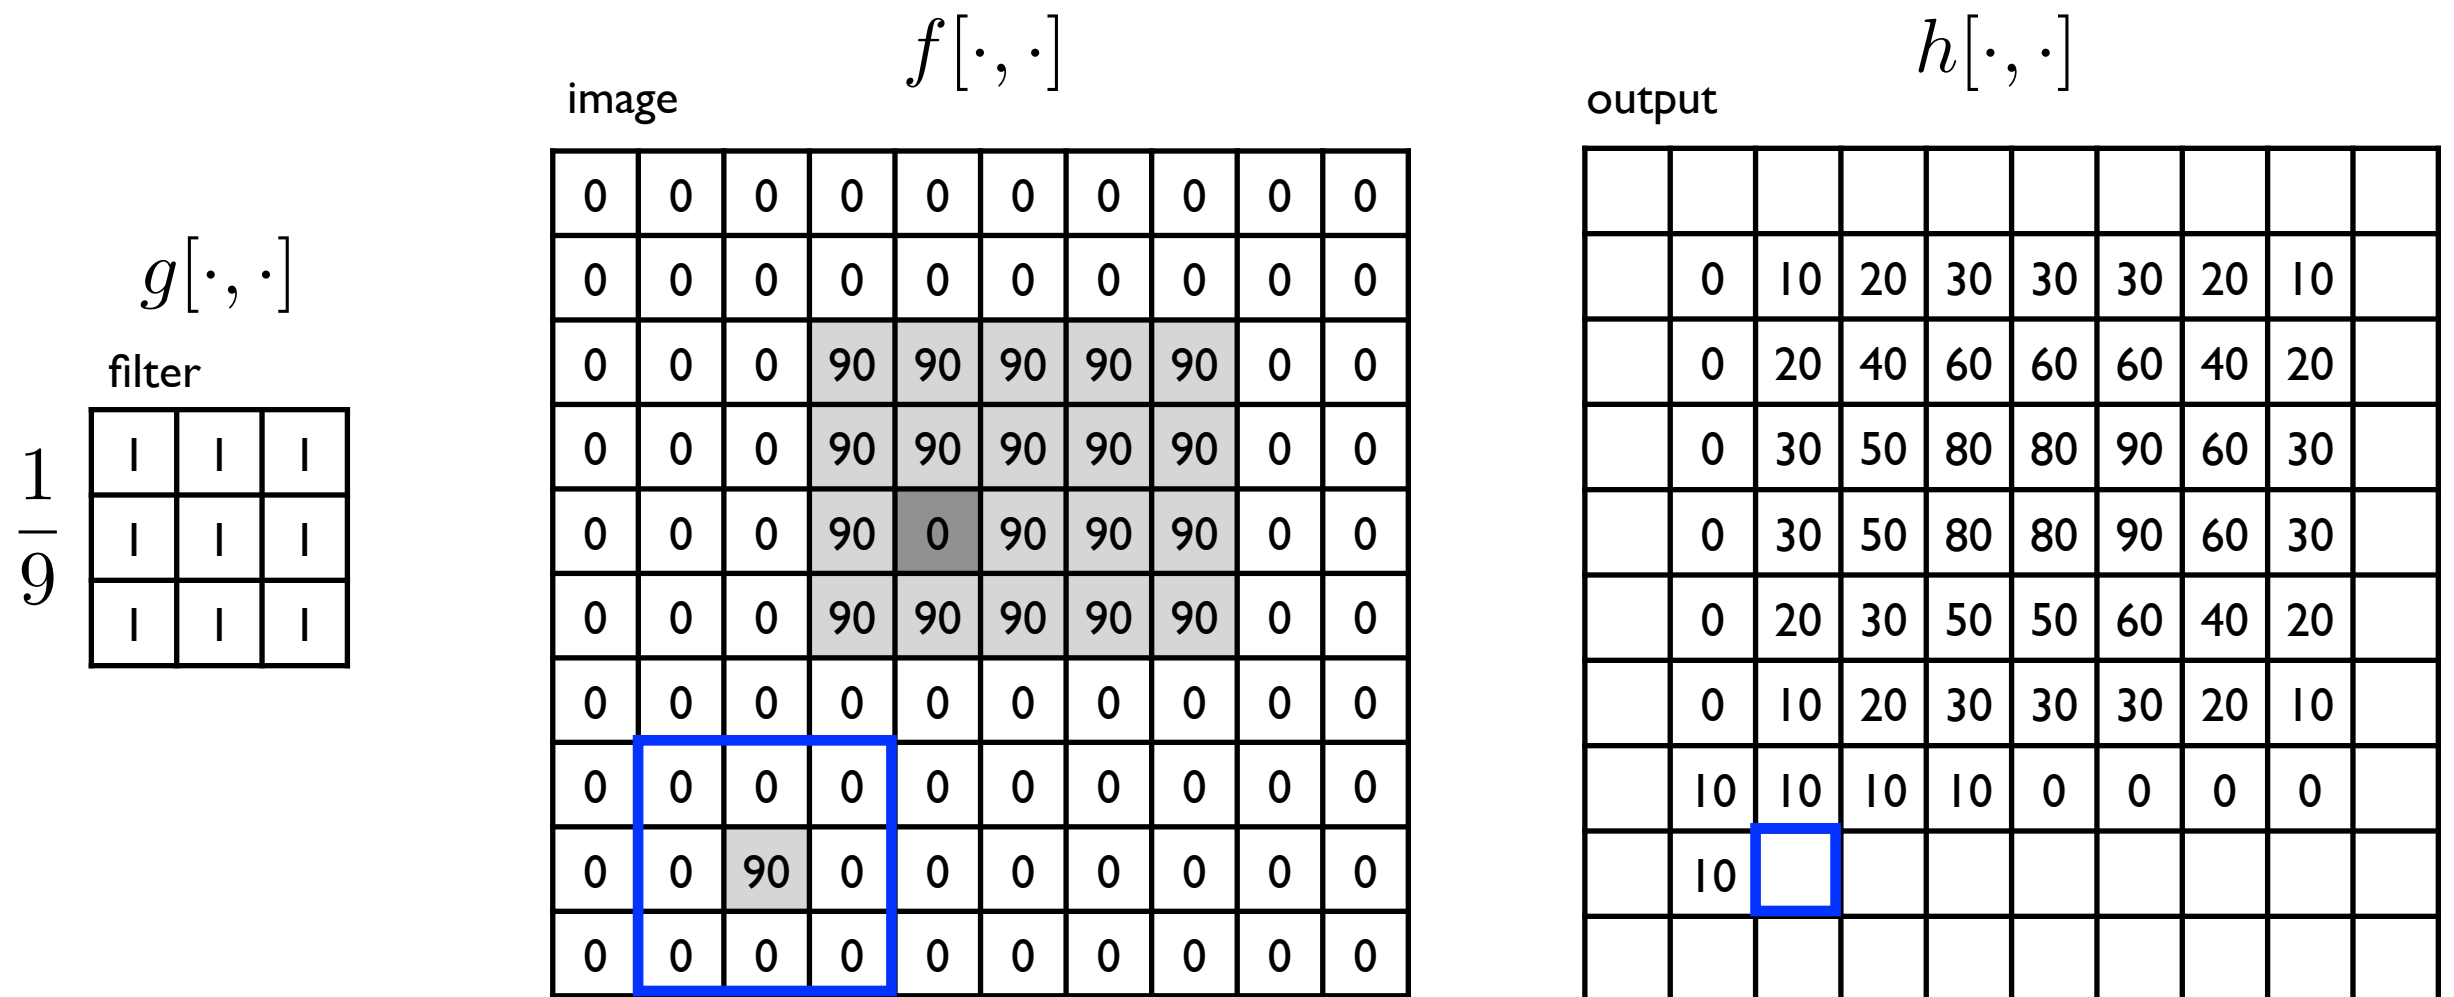 f[·,·]
h[·,·]
image
output
g[·,·]
filter
1/9
1 1 1
1 1 1
1 1 1
0 0 0 0 0 0 0 0 0 0
0 0 0 0 0 0 0 0 0 0
0 0 0 90 90 90 90 90 0 0
0 0 0 90 90 90 90 90 0 0
0 0 0 90 0 90 90 90 0 0
0 0 0 90 90 90 90 90 0 0
0 0 0 0 0 0 0 0 0 0
0 0 0 0 0 0 0 0 0 0
0 0 90 0 0 0 0 0 0 0
0 0 0 0 0 0 0 0 0 0
0 10 20 30 30 30 20 10
0 20 40 60 60 60 40 20
0 30 50 80 80 90 60 30
0 30 50 80 80 90 60 30
0 20 30 50 50 60 40 20
0 10 20 30 30 30 20 10
10 10 10 10 0 0 0 0
10